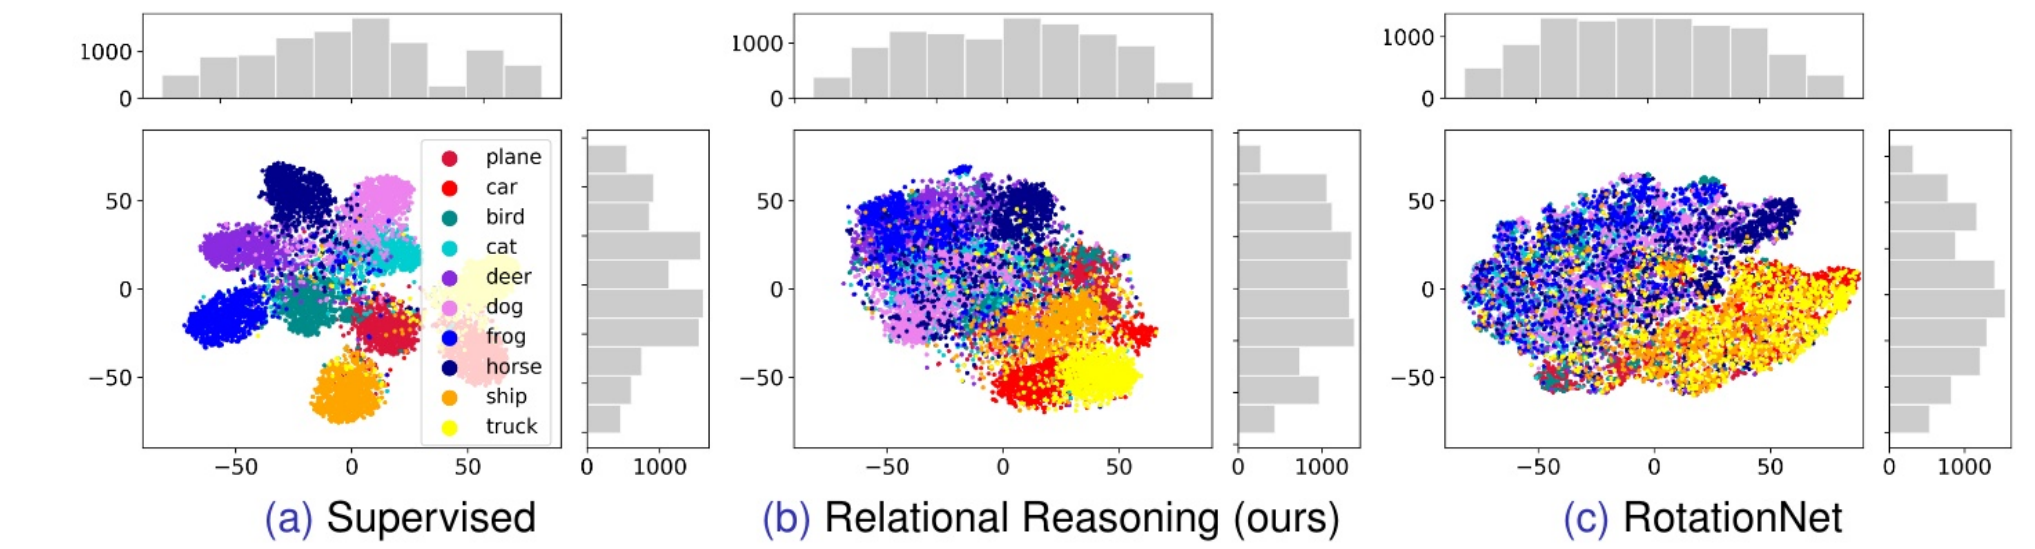 1000
0
1000
0
1000
0
50
0
−50
plane
car
bird
cat
deer
dog
frog
horse
ship
truck
50
0
−50
50
0
−50
−50 0 50 0 1000
−50 0 50 0 1000
−50 0 50 0 1000
(a) Supervised
(b) Relational Reasoning (ours)
(c) RotationNet